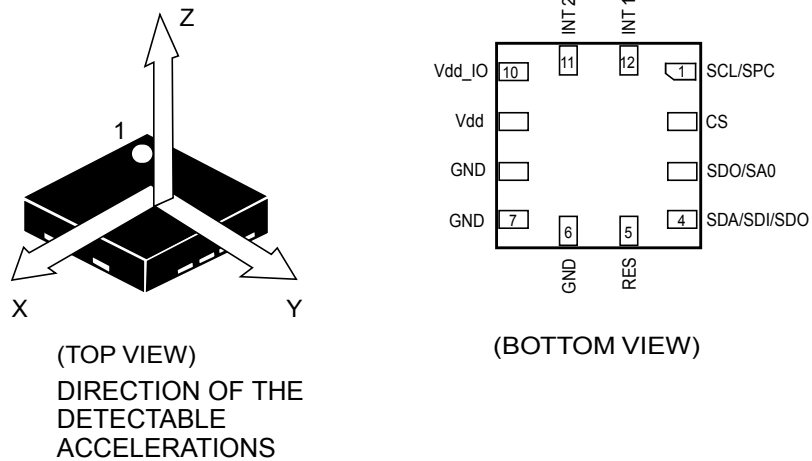 Z
1
X
Y
(TOP VIEW)
DIRECTION OF THE
DETECTABLE
ACCELERATIONS
INT 2
INT 1
Vdd_IO
10
11
12
1
SCL/SPC
Vdd
CS
GND
SDO/SA0
GND
7
6
5
4
SDA/SDI/SDO
GND
RES
(BOTTOM VIEW)